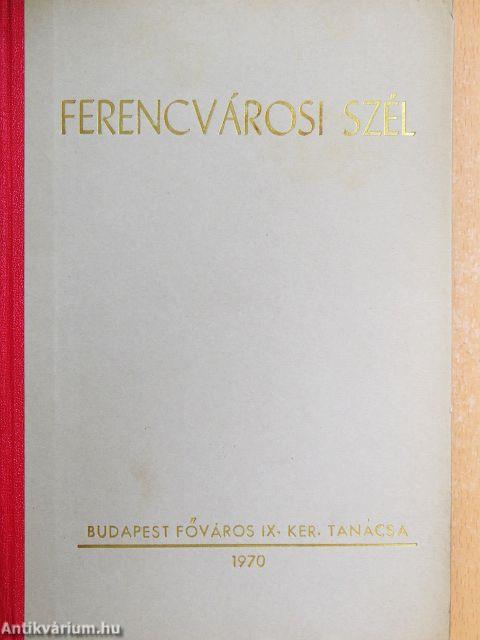 FERENCVÁROSI SZÉL
BUDAPEST FŐVÁROS IX. KER. TANÁCSA
1970
Antikvárium.hu